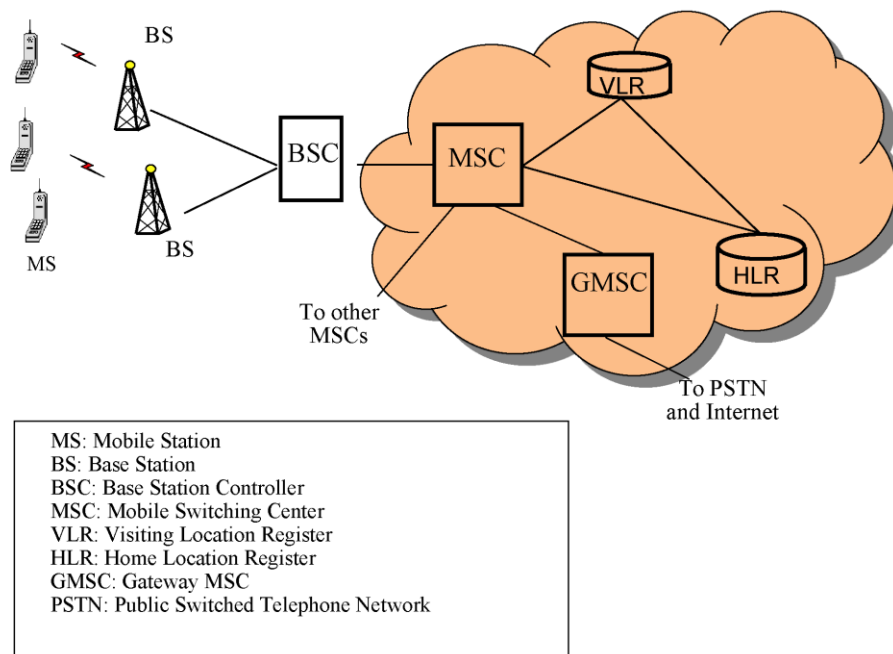 BS
VLR
BSC
MSC
BS
MS
HLR
GMSC
To other
MSCs
To PSTN
and Internet
MS: Mobile Station
BS: Base Station
BSC: Base Station Controller
MSC: Mobile Switching Center
VLR: Visiting Location Register
HLR: Home Location Register
GMSC: Gateway MSC
PSTN: Public Switched Telephone Network